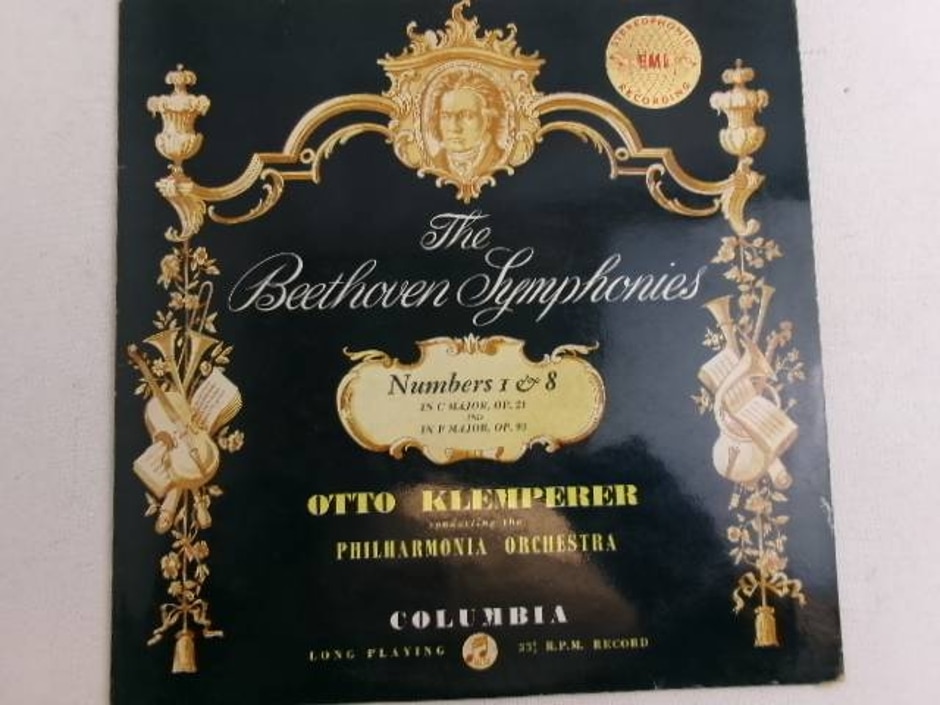 STEREOPHONIC
EMI
RECORDING
The
Beethoven Symphonies
Numbers 1 & 8
IN C MAJOR, OP. 21
AND
IN F MAJOR, OP. 93
OTTO KLEMPERER
conducting the
PHILHARMONIA ORCHESTRA
COLUMBIA
LONG PLAYING 33⅓ R.P.M. RECORD